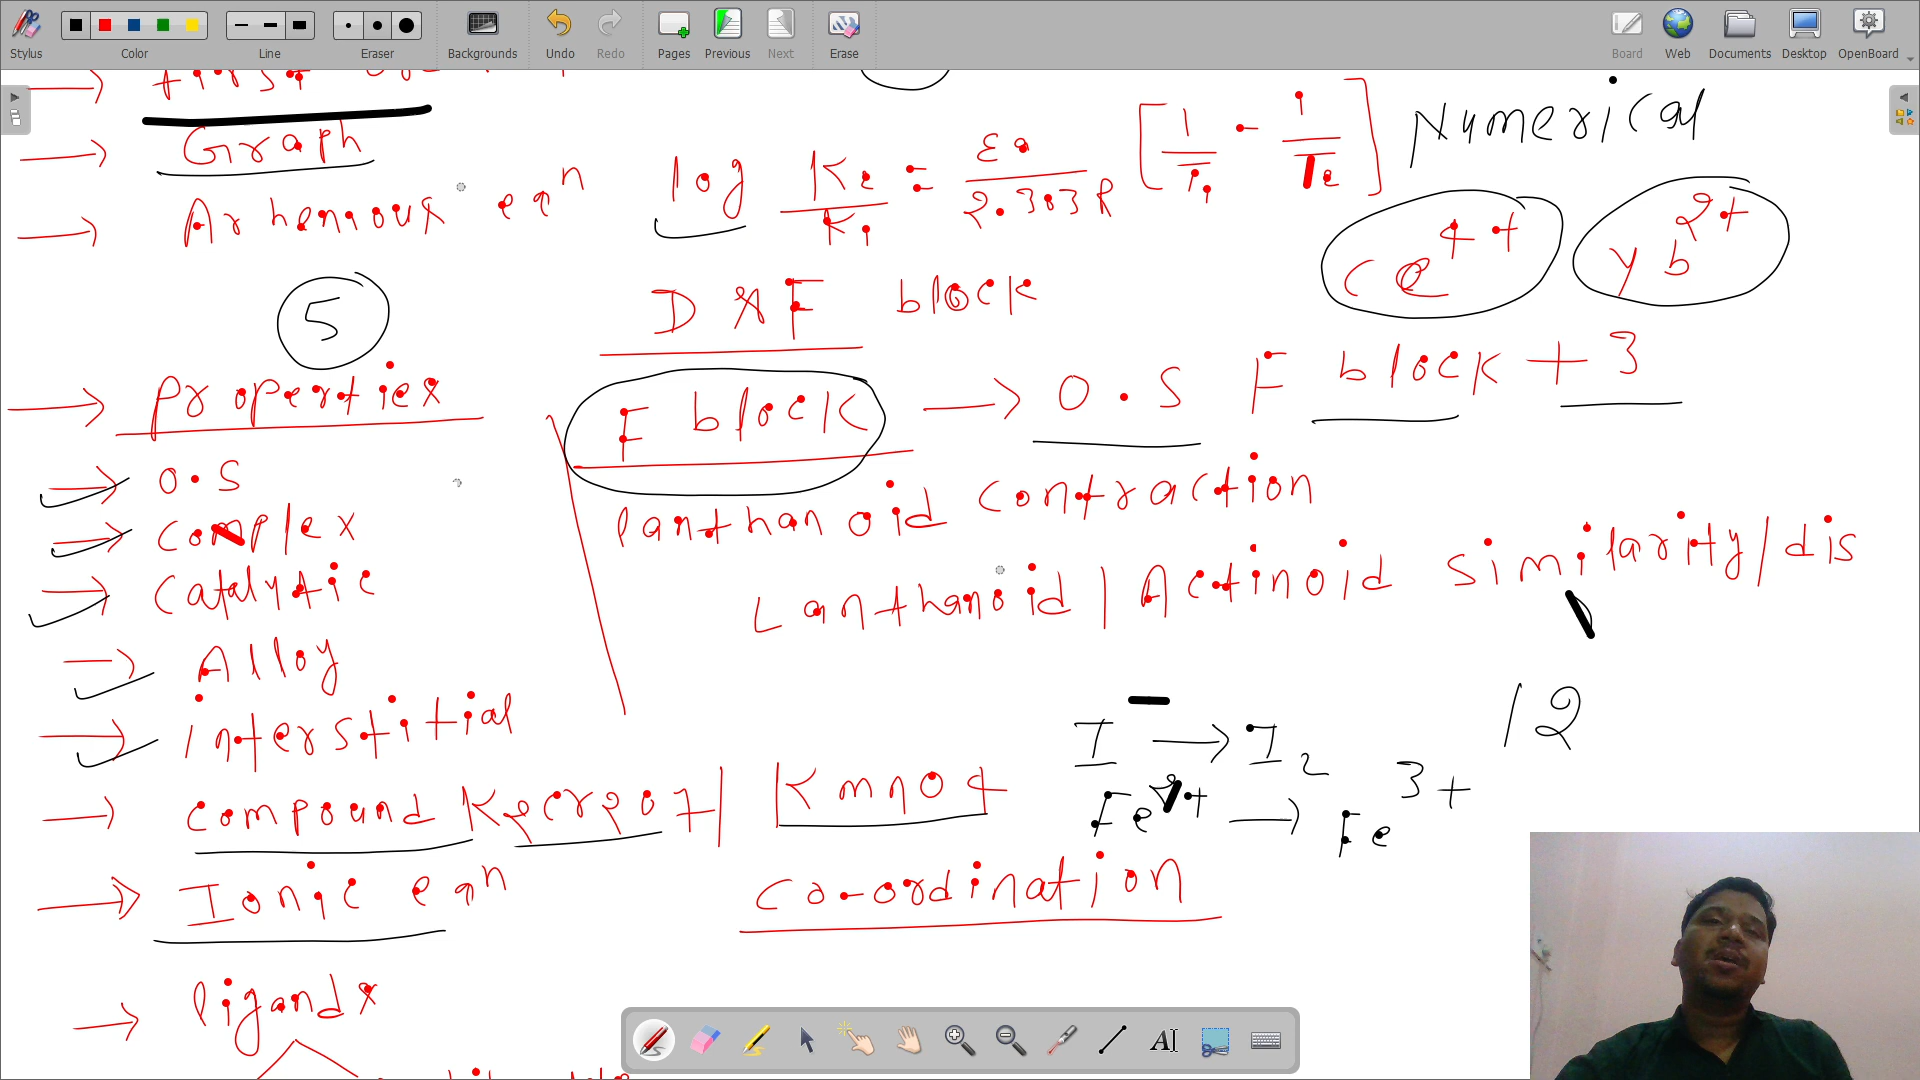 Stylus Color Line Eraser Backgrounds Undo Redo Pages Previous Next Erase Board Web Documents Desktop OpenBoard
first
→ Graph
→ Arhenioux eqn log K2/K1 = Ea/2.303R [1/T1 - 1/T2] Numerical
Ce4+ Yb2+
5 D & F block
→ Properties F block → O.S F block +3
→ O.S
lanthanoid contraction
→ Complex
→ Catalytic Lanthanoid / Actinoid similarity/dis
→ Alloy
→ interstitial I- → I2 12
→ Compound K2Cr2O7 / KMnO4 Fe2+ → Fe3+
→ Ionic eqn Co-ordination
→ ligandx